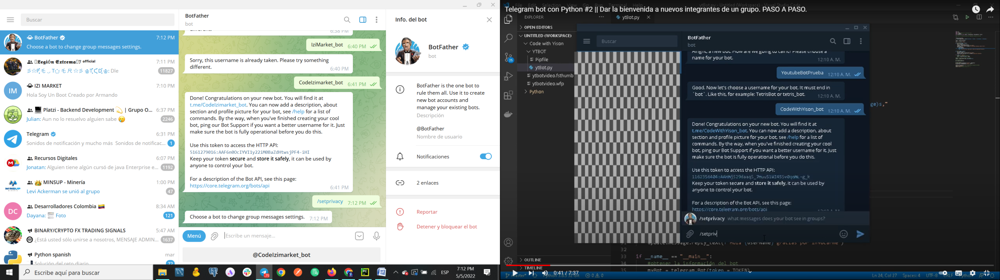 Buscar
BotFather
7:12 PM
Choose a bot to change group messages settings.
𝕷𝖊𝖌𝖎ó𝖓 𝕰𝖝𝖙𝖗𝖊𝖒𝖆 ツ ᵒᶠᶠⁱᶜⁱᵃˡ
7:11 PM
Dle
11827
IM
IZI MARKET
7:10 PM
Hola Soy Un Boot Creado por Armando
Platzi - Backend Development 💫 | Grupo O...
6:37 PM
Julian: Aun no lo resuelvo alguien sabe 🥲
2246
Telegram
6:31 PM
Sonidos de notificación y mucho más Sonidos de notificac...
1
Recursos Digitales
6:07 PM
Jonatan: Alguien tiene algún cursó de java Enterprise e...
1192
MINSUP - Minería
1:00 PM
Levi Ackerman se unió al grupo
47
DC
Desarrolladores Colombia 🇨🇴
8:34 AM
Dayana: Foto
121
BINARY/CRYPTO FX TRADING SIGNALS
5:47 AM
¿Está usted sólo unirse a nosotros, MENSAJE ADMIN...
1637
Python spanish
mar
Solución del reto diario
72
BotFather
bot
different.
6:38 PM
IziMarket_bot 6:40 PM
Sorry, this username is already taken. Please try something
different.
6:40 PM
CodeIzimarket_bot 6:41 PM
Done! Congratulations on your new bot. You will find it at
t.me/CodeIzimarket_bot. You can now add a description, about
section and profile picture for your bot, see /help for a list of
commands. By the way, when you've finished creating your cool
bot, ping our Bot Support if you want a better username for it. Just
make sure the bot is fully operational before you do this.
Use this token to access the HTTP API:
5161279016:AAF6n0OcIYVI1y22iM0BaZdHtwsjPF4-iHI
Keep your token secure and store it safely, it can be used by
anyone to control your bot.
For a description of the Bot API, see this page:
https://core.telegram.org/bots/api
6:41 PM
/setprivacy 7:12 PM
Choose a bot to change group messages settings. 7:12 PM
Menú
Escribe un mensaje...
@CodeIzimarket_bot
Info. del bot
BotFather
bot
BotFather is the one bot to
rule them all. Use it to create
new bot accounts and
manage your existing bots.
Descripción
@BotFather
Nombre de usuario
Notificaciones
2 enlaces
Reportar
Detener y bloquear el bot
Escribe aquí para buscar
75
ESP
7:12 PM
5/5/2022
Telegram bot con Python #2 || Dar la bienvenida a nuevos integrantes de un grupo. PASO A PASO.
EXPLORER
ytBot.py
OPEN EDITORS
UNTITLED (WORKSPACE)
Code with Yison
YTBOT
Pipfile
ytBot.py
ytbotvideo.fsthumb
ytbotvideo.wfp
Python
35
Buscar
BotFather
bot
Alright, a new bot. How are we going to call it? Please choose a
name for your bot.
12:10 A. M.
YoutubeBotPrueba 12:10 A. M.
Good. Now let's choose a username for your bot. It must end in
`bot`. Like this, for example: TetrisBot or tetris_bot.
12:10 A. M.
CodeWithYison_bot 12:10 A. M.
Done! Congratulations on your new bot. You will find it at
t.me/CodeWithYison_bot. You can now add a description, about
section and profile picture for your bot, see /help for a list of
commands. By the way, when you've finished creating your cool
bot, ping our Bot Support if you want a better username for it. Just
make sure the bot is fully operational before you do this.
Use this token to access the HTTP API:
Keep your token secure and store it safely, it can be used by
anyone to control your bot.
For a description of the Bot API, see this page:
https://core.telegram.org/bots/api
12:10 A. M.
/setprivacy what messages does your bot see in groups?
/setpriv
ge)s,"
update.message.reply_text(f"Hola {userName} gracias por invocarme")
32
33 if __name__ == "__main__":
#obtener la información del bot
35 myBot = telegram.Bot(token = TOKEN)
OUTLINE
TIMELINE
0:41 / 7:37
master*
Python 3.8.5 32-bit
0 0
Ln 24, Col 27
Spaces: 4
UTF-8
CRLF
Python